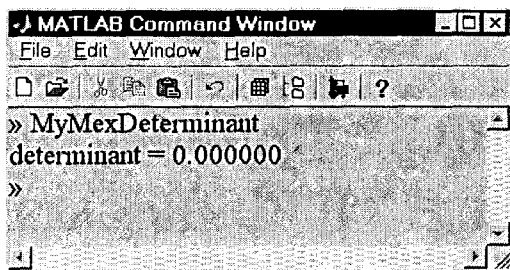 MATLAB Command Window
File Edit Window Help
?
» MyMexDeterminant
determinant = 0.000000
»